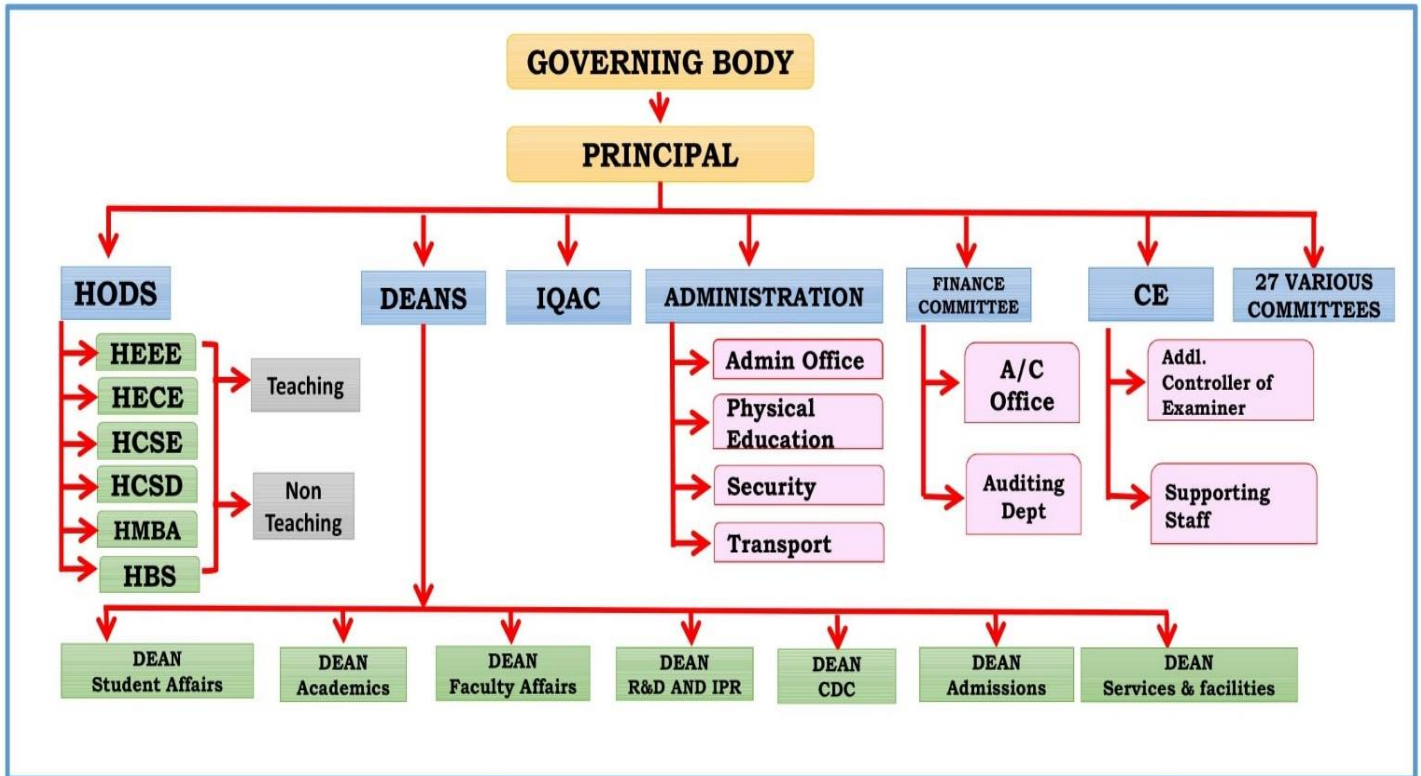 GOVERNING BODY
PRINCIPAL
HODS
DEANS
IQAC
ADMINISTRATION
FINANCE
COMMITTEE
CE
27 VARIOUS
COMMITTEES
HEEE
HECE
HCSE
HCSD
HMBA
HBS
Teaching
Non
Teaching
Admin Office
Physical
Education
Security
Transport
A/C
Office
Auditing
Dept
Addl.
Controller of
Examiner
Supporting
Staff
DEAN
Student Affairs
DEAN
Academics
DEAN
Faculty Affairs
DEAN
R&D AND IPR
DEAN
CDC
DEAN
Admissions
DEAN
Services & facilities